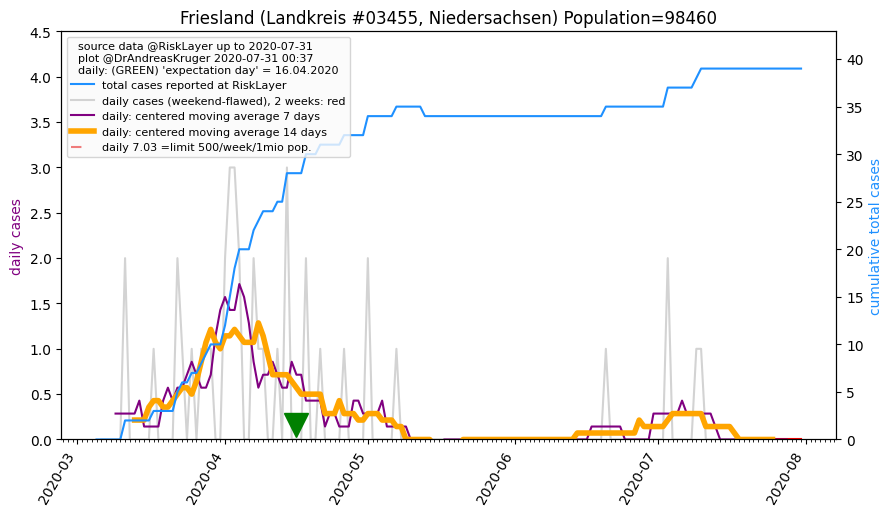 Friesland (Landkreis #03455, Niedersachsen) Population=98460
source data @RiskLayer up to 2020-07-31
plot @DrAndreasKruger 2020-07-31 00:37
daily: (GREEN) 'expectation day' = 16.04.2020
total cases reported at RiskLayer
daily cases (weekend-flawed), 2 weeks: red
daily: centered moving average 7 days
daily: centered moving average 14 days
daily 7.03 =limit 500/week/1mio pop.
daily cases
4.5
4.0
3.5
3.0
2.5
2.0
1.5
1.0
0.5
0.0
40
35
30
25
20
15
10
5
0
cumulative total cases
2020-03
2020-04
2020-05
2020-06
2020-07
2020-08